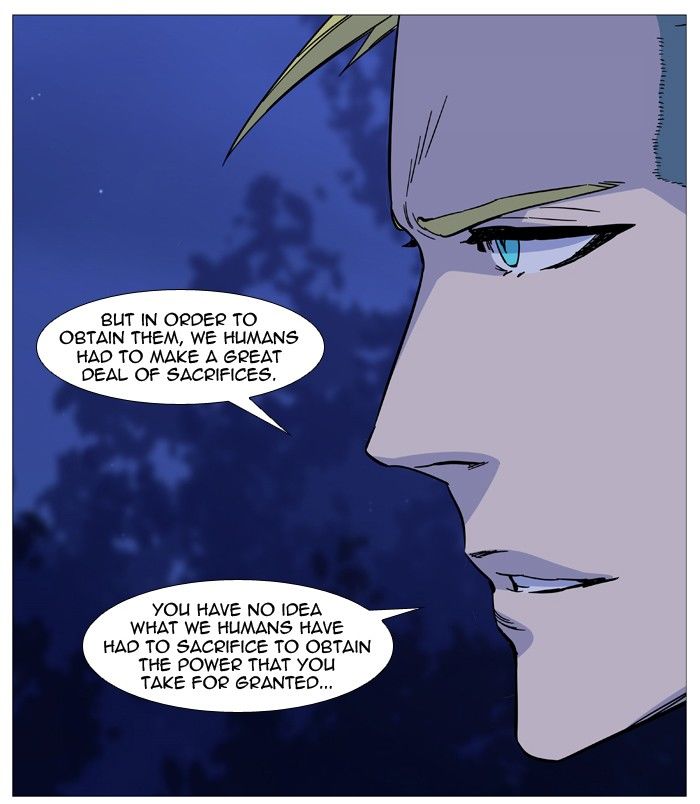 BUT IN ORDER TO
OBTAIN THEM, WE HUMANS
HAD TO MAKE A GREAT
DEAL OF SACRIFICES.
YOU HAVE NO IDEA
WHAT WE HUMANS HAVE
HAD TO SACRIFICE TO OBTAIN
THE POWER THAT YOU
TAKE FOR GRANTED...